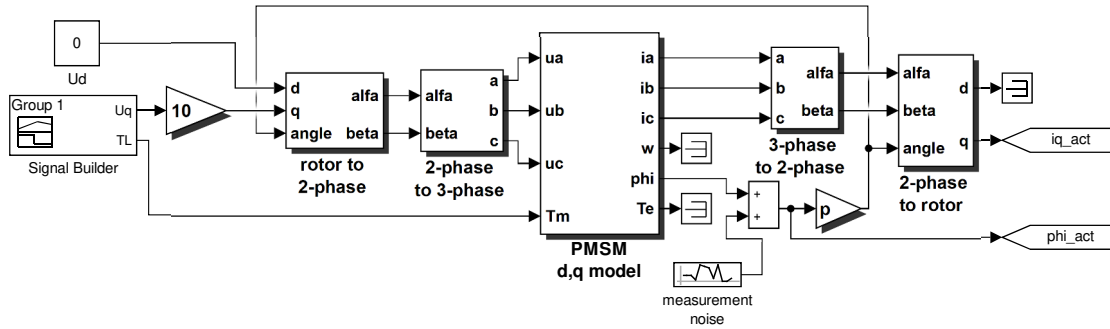 0
Ud
Group 1
Uq
TL
Signal Builder
10
d
q
angle
alfa
beta
rotor to
2-phase
alfa
beta
a
b
c
2-phase
to 3-phase
ua
ub
uc
Tm
ia
ib
ic
w
phi
Te
PMSM
d,q model
a
b
c
alfa
beta
3-phase
to 2-phase
alfa
beta
angle
d
q
2-phase
to rotor
+
+
p
measurement
noise
iq_act
phi_act